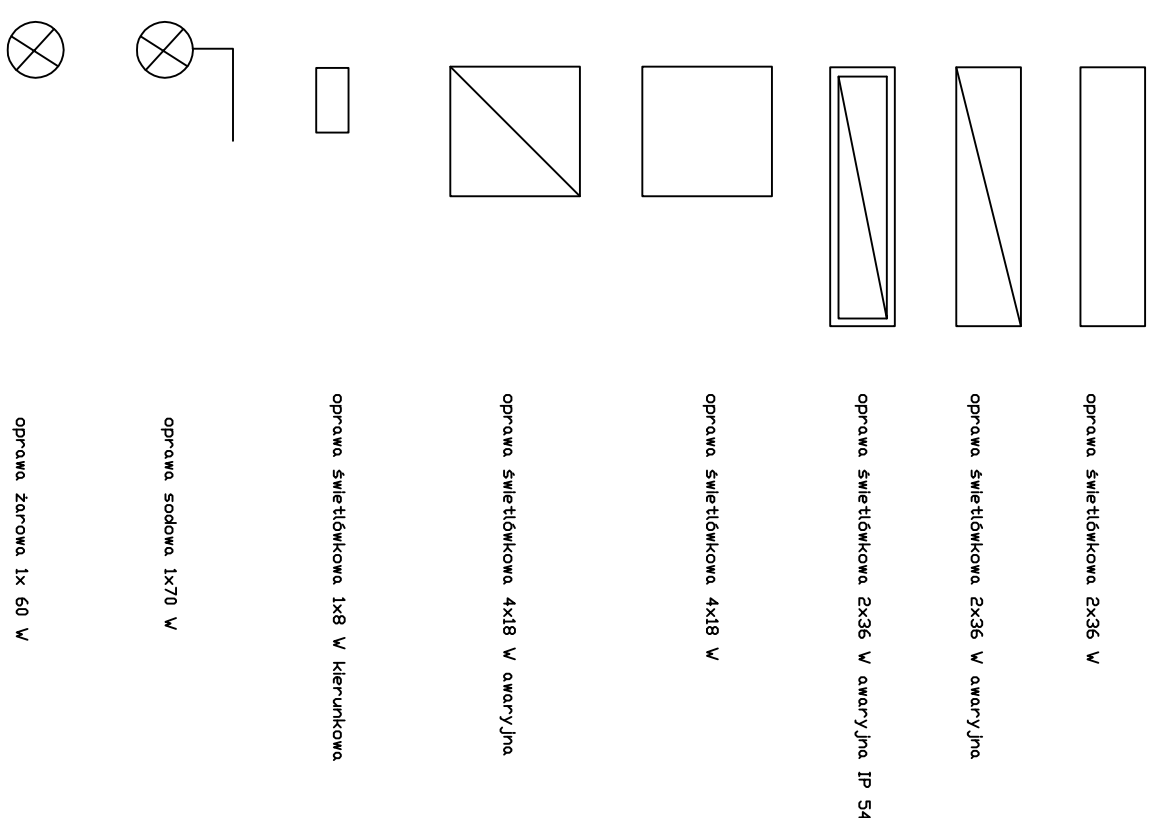 oprawa świetlówkowa 2x36 W
oprawa świetlówkowa 2x36 W awaryjna
oprawa świetlówkowa 2x36 W awaryjna IP 54
oprawa świetlówkowa 4x18 W
oprawa świetlówkowa 4x18 W awaryjna
oprawa świetlówkowa 1x8 W kierunkowa
oprawa sodowa 1x70 W
oprawa żarowa 1x 60 W